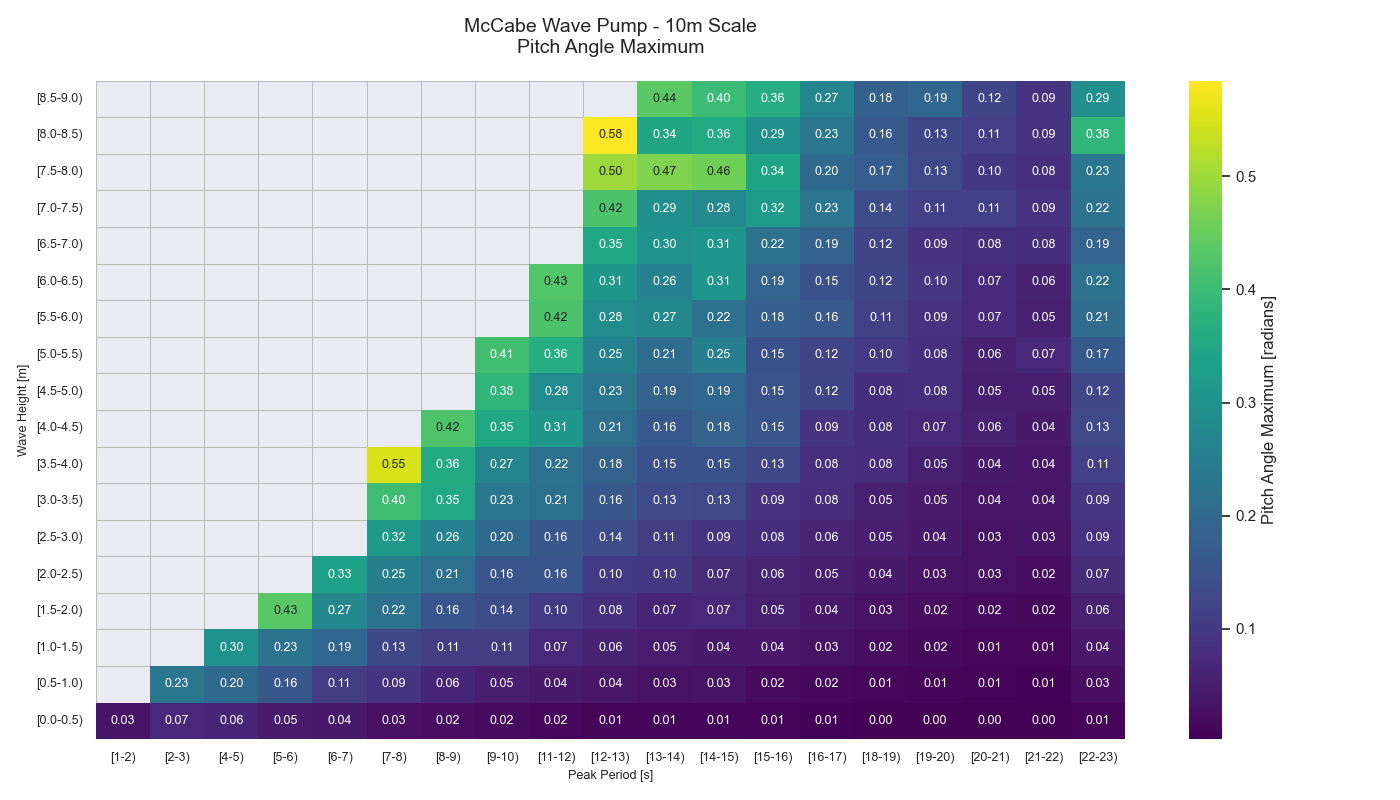 McCabe Wave Pump - 10m Scale
Pitch Angle Maximum
[8.5-9.0) 0.44 0.40 0.36 0.27 0.18 0.19 0.12 0.09 0.29
[8.0-8.5) 0.58 0.34 0.36 0.29 0.23 0.16 0.13 0.11 0.09 0.38
[7.5-8.0) 0.50 0.47 0.46 0.34 0.20 0.17 0.13 0.10 0.08 0.23
[7.0-7.5) 0.42 0.29 0.28 0.32 0.23 0.14 0.11 0.11 0.09 0.22
[6.5-7.0) 0.35 0.30 0.31 0.22 0.19 0.12 0.09 0.08 0.08 0.19
[6.0-6.5) 0.43 0.31 0.26 0.31 0.19 0.15 0.12 0.10 0.07 0.06 0.22
[5.5-6.0) 0.42 0.28 0.27 0.22 0.18 0.16 0.11 0.09 0.07 0.05 0.21
[5.0-5.5) 0.41 0.36 0.25 0.21 0.25 0.15 0.12 0.10 0.08 0.06 0.07 0.17
[4.5-5.0) 0.38 0.28 0.23 0.19 0.19 0.15 0.12 0.08 0.08 0.05 0.05 0.12
[4.0-4.5) 0.42 0.35 0.31 0.21 0.16 0.18 0.15 0.09 0.08 0.07 0.06 0.04 0.13
[3.5-4.0) 0.55 0.36 0.27 0.22 0.18 0.15 0.15 0.13 0.08 0.08 0.05 0.04 0.04 0.11
[3.0-3.5) 0.40 0.35 0.23 0.21 0.16 0.13 0.13 0.09 0.08 0.05 0.05 0.04 0.04 0.09
[2.5-3.0) 0.32 0.26 0.20 0.16 0.14 0.11 0.09 0.08 0.06 0.05 0.04 0.03 0.03 0.09
[2.0-2.5) 0.33 0.25 0.21 0.16 0.16 0.10 0.10 0.07 0.06 0.05 0.04 0.03 0.03 0.02 0.07
[1.5-2.0) 0.43 0.27 0.22 0.16 0.14 0.10 0.08 0.07 0.07 0.05 0.04 0.03 0.02 0.02 0.02 0.06
[1.0-1.5) 0.30 0.23 0.19 0.13 0.11 0.11 0.07 0.06 0.05 0.04 0.04 0.03 0.02 0.02 0.01 0.01 0.04
[0.5-1.0) 0.23 0.20 0.16 0.11 0.09 0.06 0.05 0.04 0.04 0.03 0.03 0.02 0.02 0.01 0.01 0.01 0.01 0.03
[0.0-0.5) 0.03 0.07 0.06 0.05 0.04 0.03 0.02 0.02 0.02 0.01 0.01 0.01 0.01 0.01 0.00 0.00 0.00 0.00 0.01
[1-2) [2-3) [4-5) [5-6) [6-7) [7-8) [8-9) [9-10) [11-12) [12-13) [13-14) [14-15) [15-16) [16-17) [18-19) [19-20) [20-21) [21-22) [22-23)
Peak Period [s]
Wave Height [m]
0.5
0.4
0.3
0.2
0.1
Pitch Angle Maximum [radians]